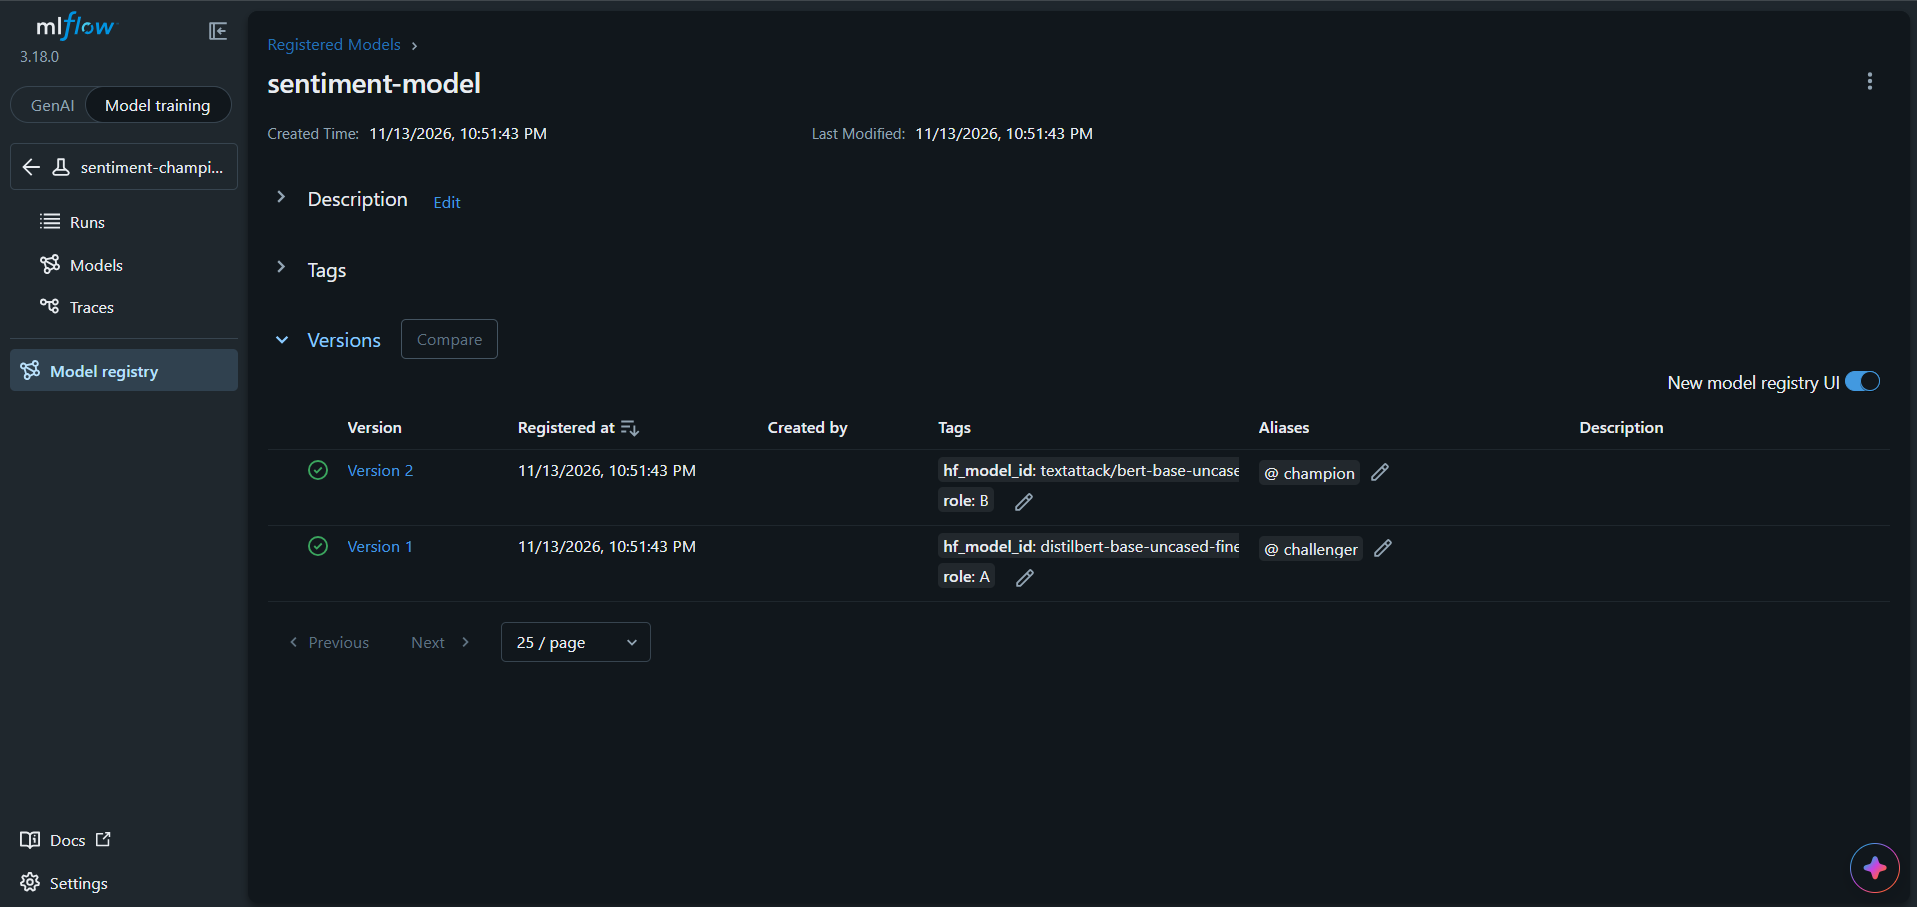 mlflow
3.18.0
GenAI
Model training
sentiment-champi...
Runs
Models
Traces
Model registry
Docs
Settings
Registered Models
sentiment-model
Created Time: 11/13/2026, 10:51:43 PM
Last Modified: 11/13/2026, 10:51:43 PM
Description Edit
Tags
Versions Compare
New model registry UI
Version Registered at Created by Tags Aliases Description
Version 2 11/13/2026, 10:51:43 PM hf_model_id: textattack/bert-base-uncase @ champion
role: B
Version 1 11/13/2026, 10:51:43 PM hf_model_id: distilbert-base-uncased-fine @ challenger
role: A
Previous Next 25 / page